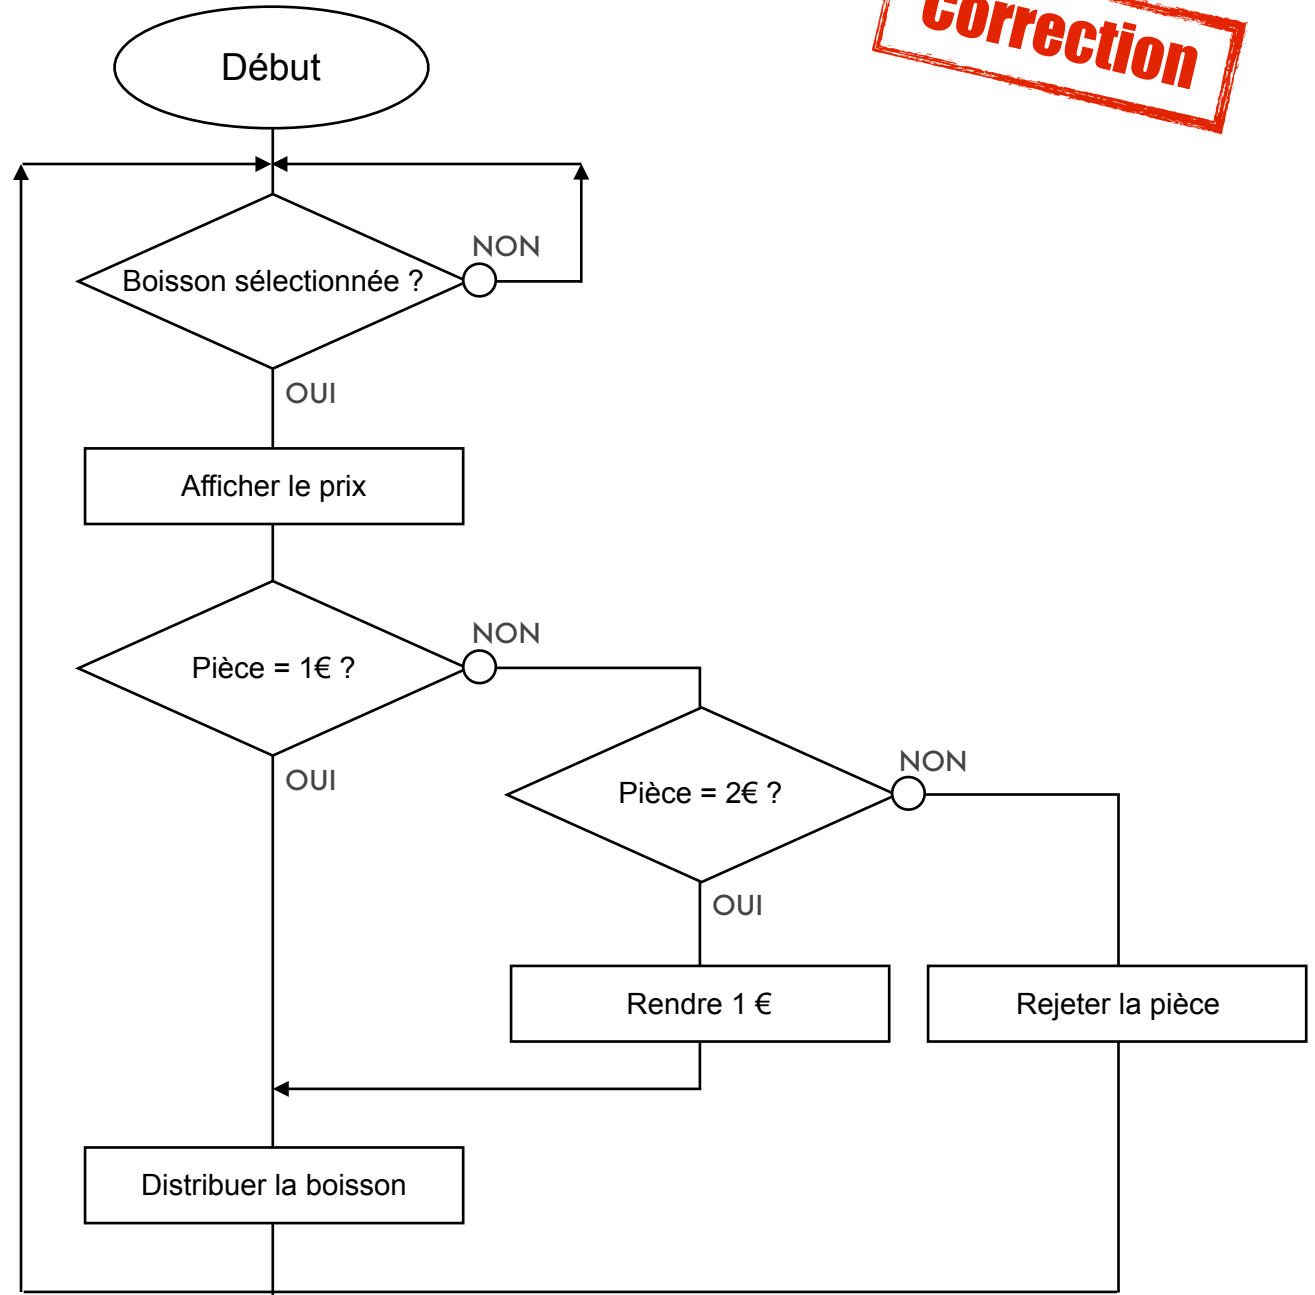 correction
Début
NON
Boisson sélectionnée ?
OUI
Afficher le prix
NON
Pièce = 1€ ?
OUI
NON
Pièce = 2€ ?
OUI
Rendre 1 €
Rejeter la pièce
Distribuer la boisson